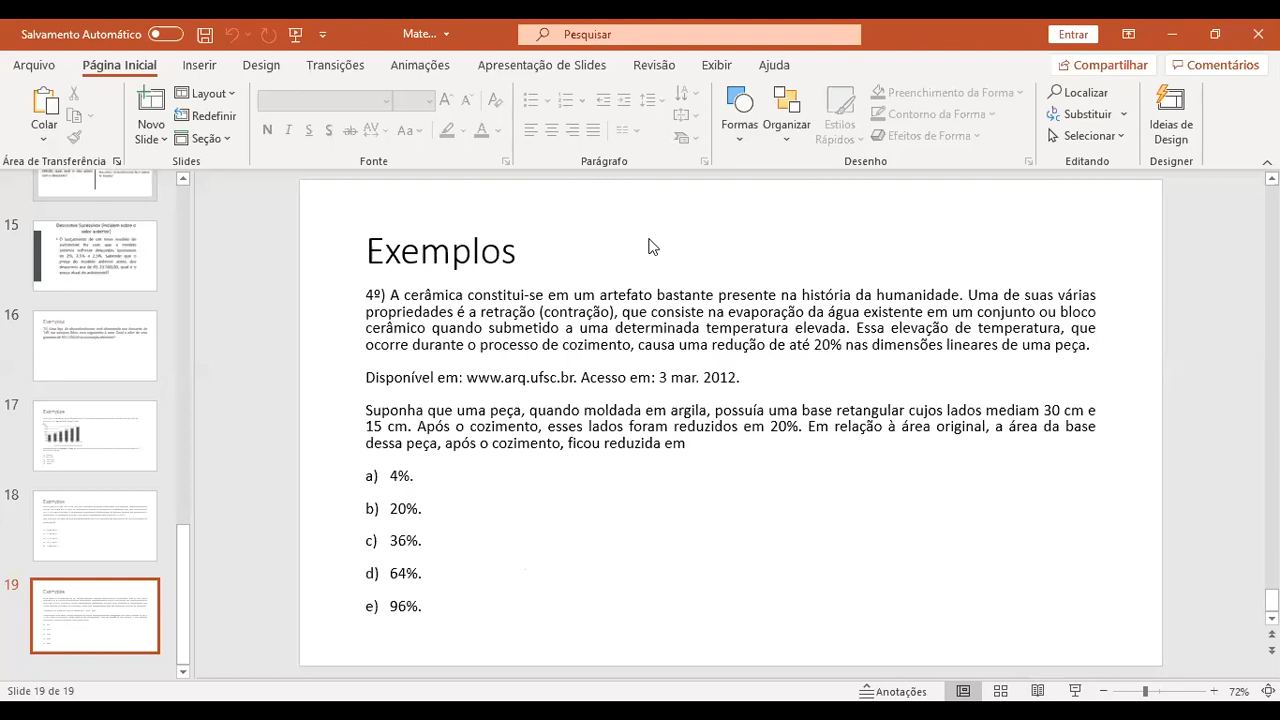 Salvamento Automático
Mate...
Pesquisar
Entrar
Arquivo
Página Inicial
Inserir
Design
Transições
Animações
Apresentação de Slides
Revisão
Exibir
Ajuda
Compartilhar
Comentários
Colar
Novo
Slide
Layout
Redefinir
Seção
Formas
Organizar
Estilos
Rápidos
Preenchimento da Forma
Contorno da Forma
Efeitos de Forma
Localizar
Substituir
Selecionar
Ideias de
Design
Área de Transferência
Slides
Fonte
Parágrafo
Desenho
Editando
Designer
15
16
17
18
19
Exemplos
4º) A cerâmica constitui-se em um artefato bastante presente na história da humanidade. Uma de suas várias
propriedades é a retração (contração), que consiste na evaporação da água existente em um conjunto ou bloco
cerâmico quando submetido a uma determinada temperatura elevada. Essa elevação de temperatura, que
ocorre durante o processo de cozimento, causa uma redução de até 20% nas dimensões lineares de uma peça.
Disponível em: www.arq.ufsc.br. Acesso em: 3 mar. 2012.
Suponha que uma peça, quando moldada em argila, possuía uma base retangular cujos lados mediam 30 cm e
15 cm. Após o cozimento, esses lados foram reduzidos em 20%. Em relação à área original, a área da base
dessa peça, após o cozimento, ficou reduzida em
a) 4%.
b) 20%.
c) 36%.
d) 64%.
e) 96%.
Slide 19 de 19
Anotações
72%